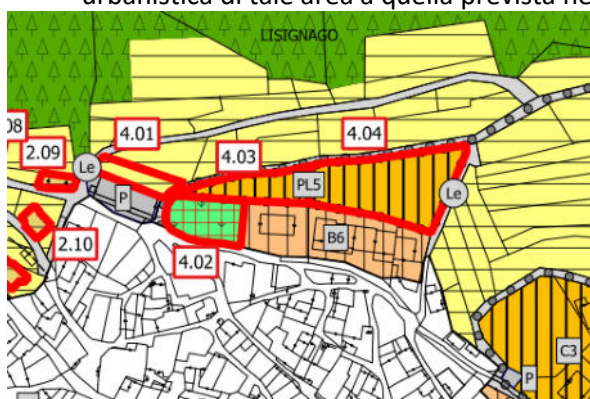 urbanistica di tale area a quella prevista ne
LISIGNAGO
08
4.01
4.03
4.04
2.09
Le
P
PL5
Le
B6
2.10
4.02
C3
P